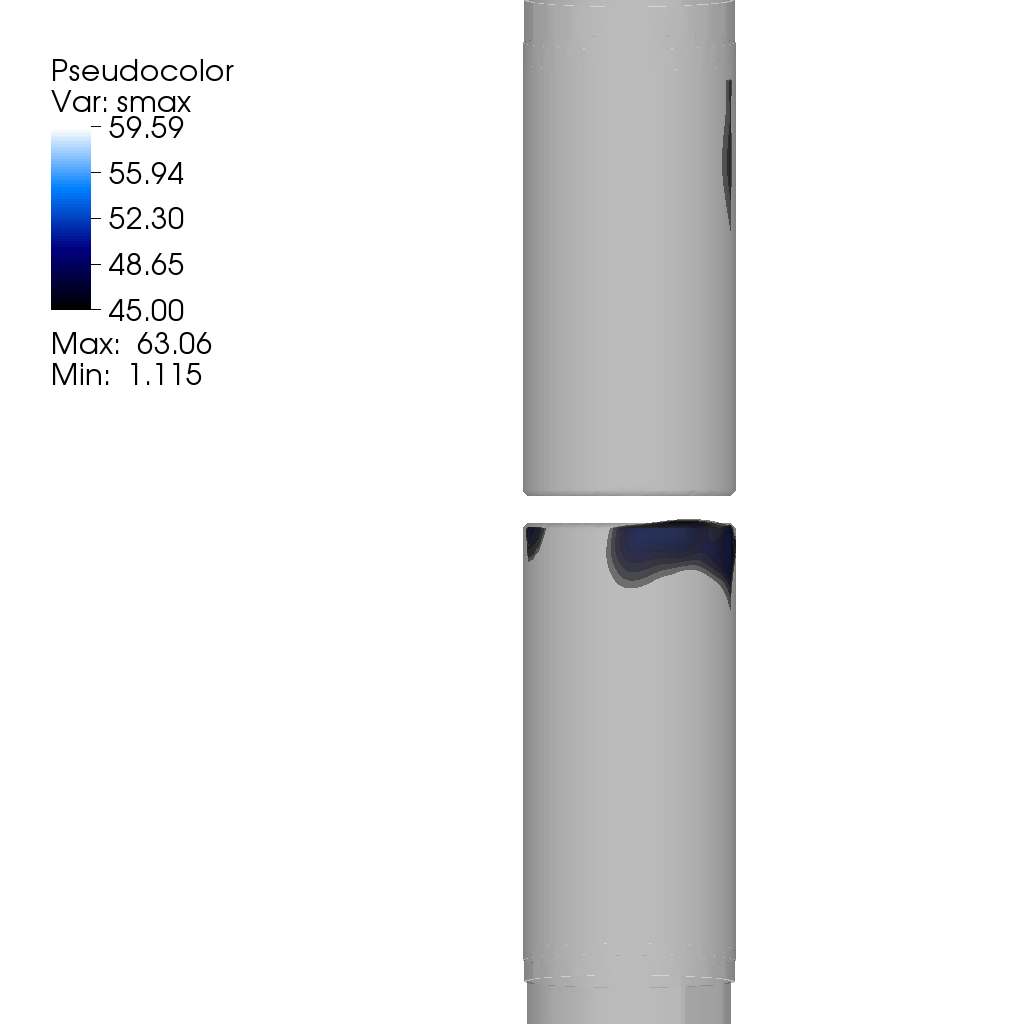 Pseudocolor
Var: smax
59.59
55.94
52.30
48.65
45.00
Max: 63.06
Min: 1.115